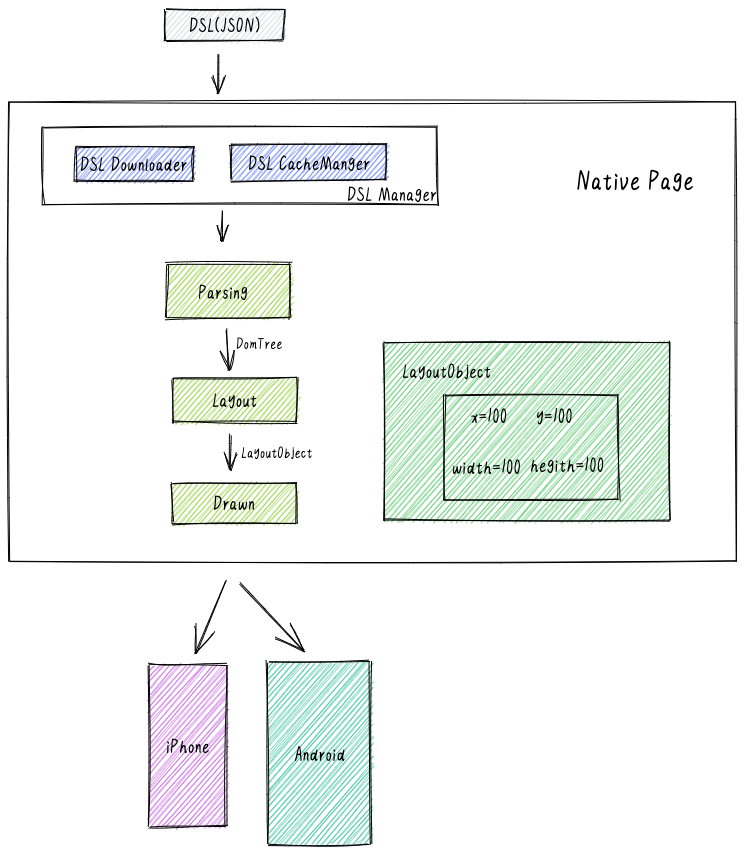 DSL(JSON)
DSL Downloader
DSL CacheManger
DSL Manager
Native Page
Parsing
DomTree
Layout
LayoutObject
Drawn
LayoutObject
x=100 y=100
width=100 hegith=100
iPhone
Android